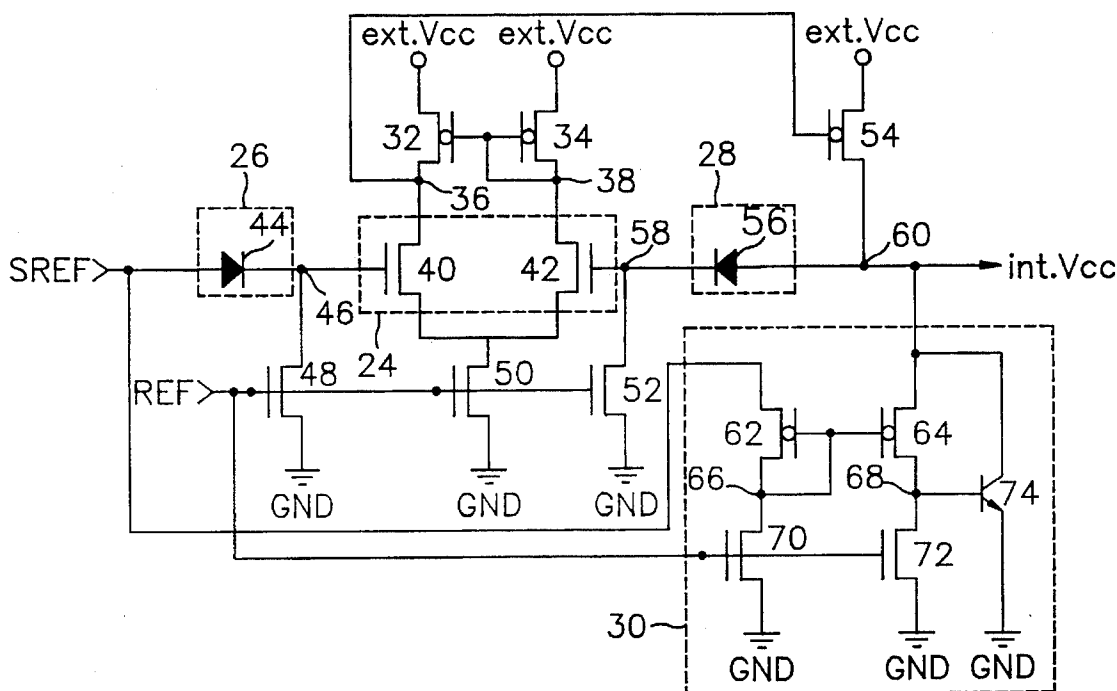 ext.Vcc ext.Vcc ext.Vcc
32 34 54
26 36 38 28
44 58 56 60
SREF 40 42 int.Vcc
46
24
REF 48 50 52
62 64
GND GND GND 66 68 74
70 72
30
GND GND GND